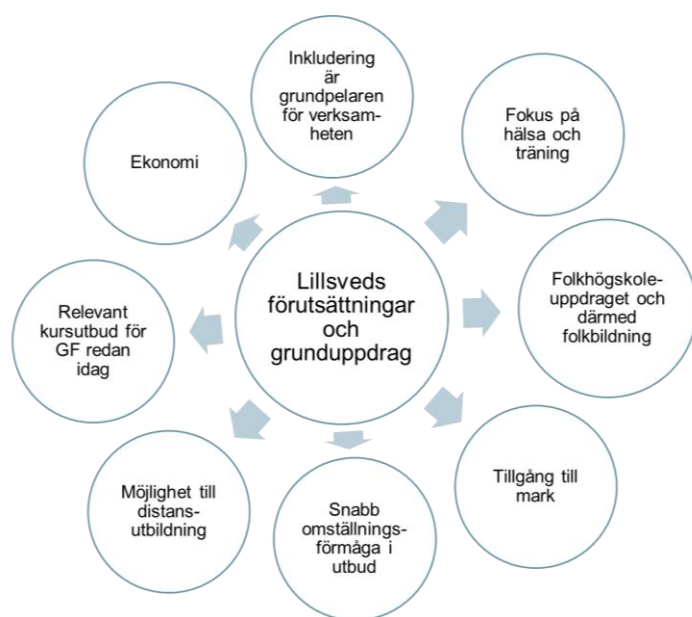 Inkludering
är
grundpelaren
för verksam-
heten
Fokus på
hälsa och
träning
Folkhögskole-
uppdraget och
därmed
folkbildning
Tillgång till
mark
Snabb
omställnings-
förmåga i
utbud
Möjlighet till
distans-
utbildning
Relevant
kursutbud för
GF redan
idag
Ekonomi
Lillsveds
förutsättningar
och
grunduppdrag